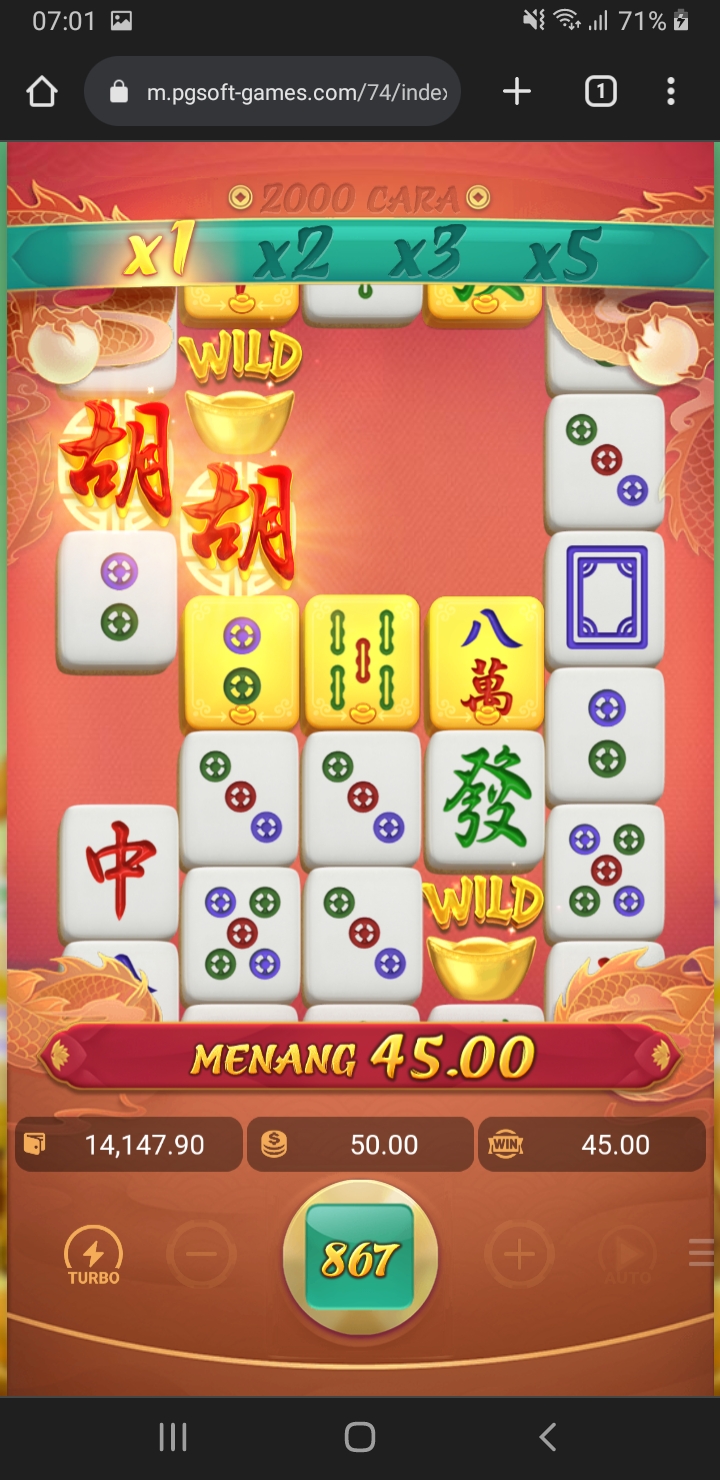 07:01 71%
m.pgsoft-games.com/74/index 1
2000 CARA
x1 x2 x3 x5
WILD
胡
胡
八
萬
發
中
WILD
MENANG 45.00
14,147.90 50.00 WIN 45.00
867
TURBO AUTO